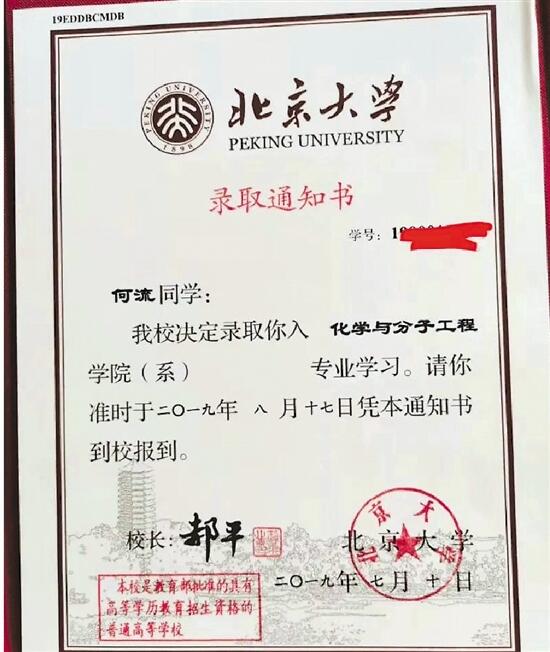 19EDDBCMDB
PEKING UNIVERSITY
1898
北京大学
PEKING UNIVERSITY
录取通知书
学号：
何流同学：
我校决定录取你入 化学与分子工程
学院（系） 专业学习。请你
准时于二〇一九年 八 月 十七日凭本通知书
到校报到。
校长：郝平
北京大学
北京大学
二〇一九年 七 月 十 日
本校是教育部批准的具有
高等学历教育招生资格的
普通高等学校